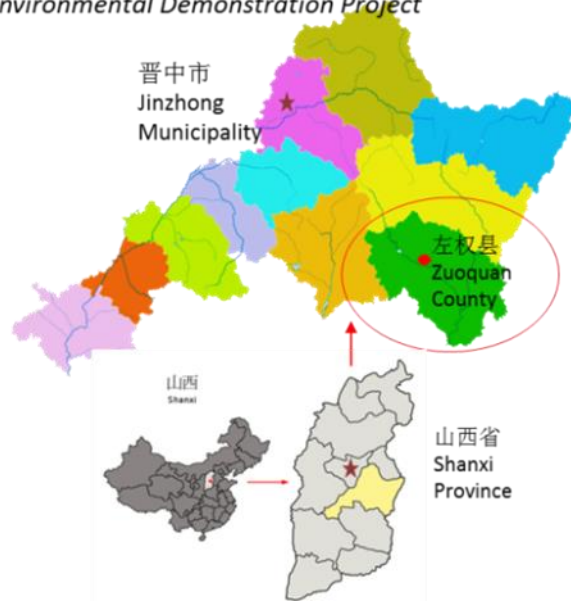 nvironmental Demonstration Project
晋中市
Jinzhong
Municipality
左权县
Zuoquan
County
山西
Shanxi
山西省
Shanxi
Province